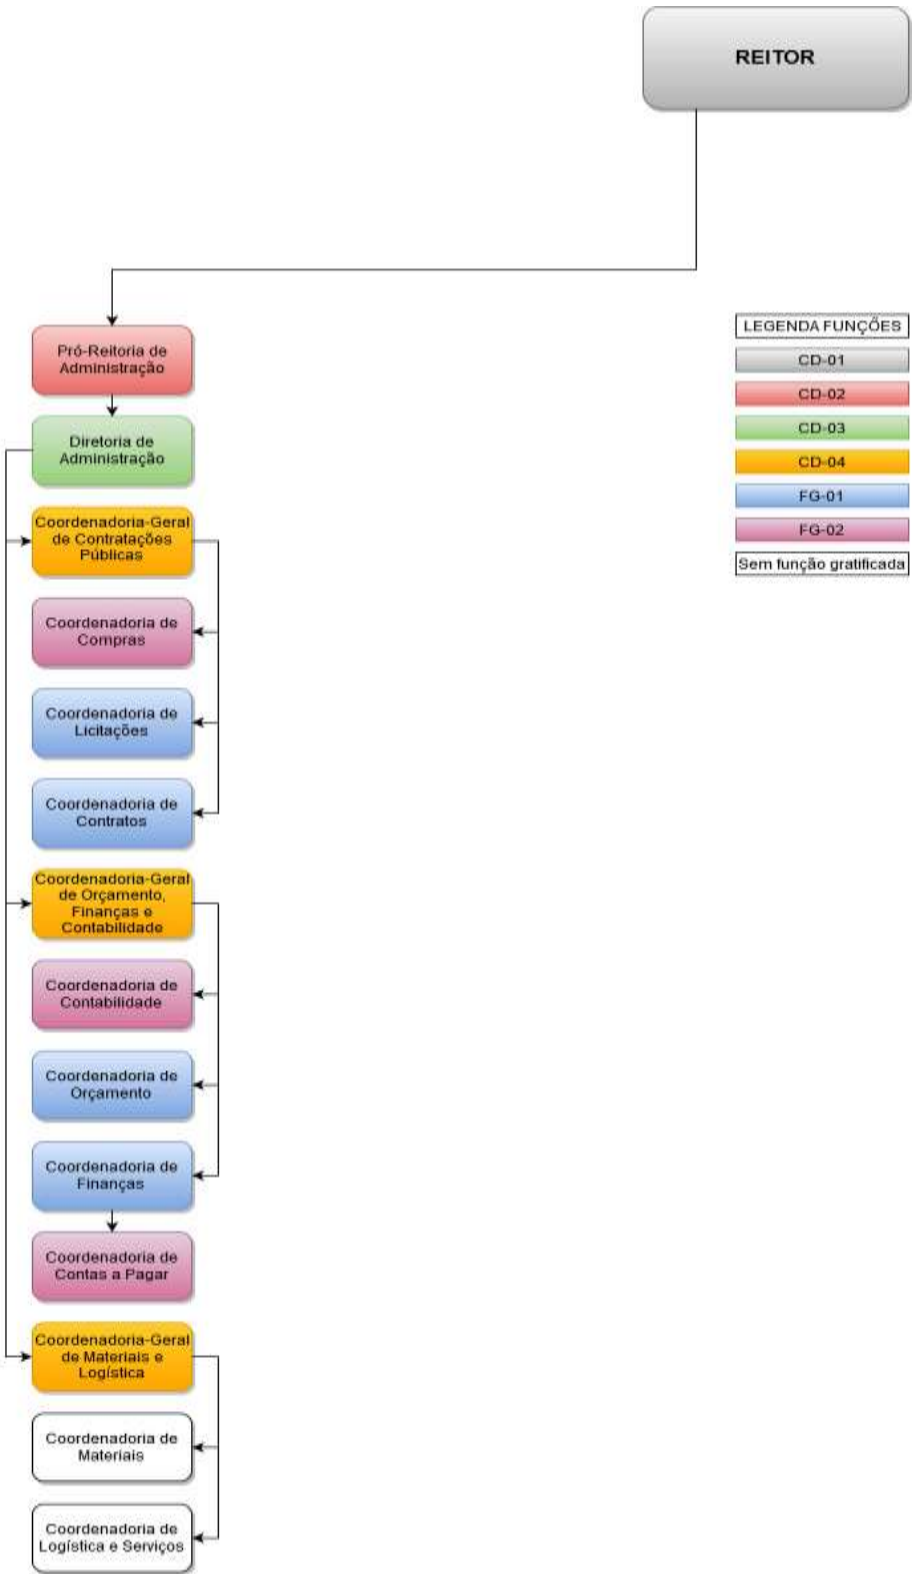 REITOR
Pró-Reitoria de
Administração
Diretoria de
Administração
Coordenadoria-Geral
de Contratações
Públicas
Coordenadoria de
Compras
Coordenadoria de
Licitações
Coordenadoria de
Contratos
Coordenadoria-Geral
de Orçamento,
Finanças e
Contabilidade
Coordenadoria de
Contabilidade
Coordenadoria de
Orçamento
Coordenadoria de
Finanças
Coordenadoria de
Contas a Pagar
Coordenadoria-Geral
de Materiais e
Logística
Coordenadoria de
Materiais
Coordenadoria de
Logística e Serviços
LEGENDA FUNÇÕES
CD-01
CD-02
CD-03
CD-04
FG-01
FG-02
Sem função gratificada